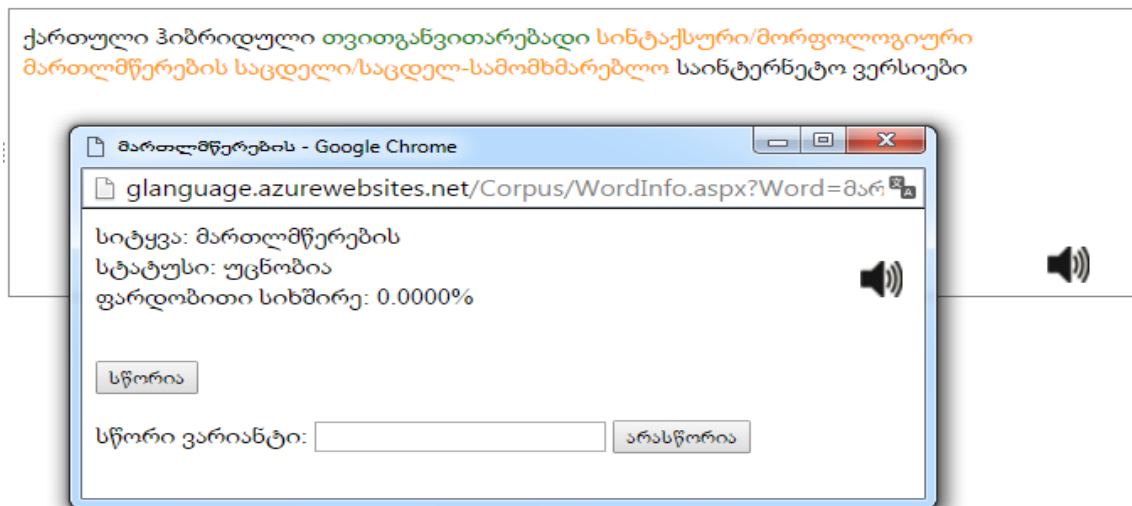 ქართული ჰიბრიდული თვითგანვითარებადი სინტაქსური/მორფოლოგიური
მართლმწერების საცდელი/საცდელ-სამომხმარებლო საინტერნეტო ვერსიები
მართლმწერების - Google Chrome
glanguage.azurewebsites.net/Corpus/WordInfo.aspx?Word=მარ
სიტყვა: მართლმწერების
სტატუსი: უცნობია
ფარდობითი სიხშირე: 0.0000%
სწორია
სწორი ვარიანტი: არასწორია